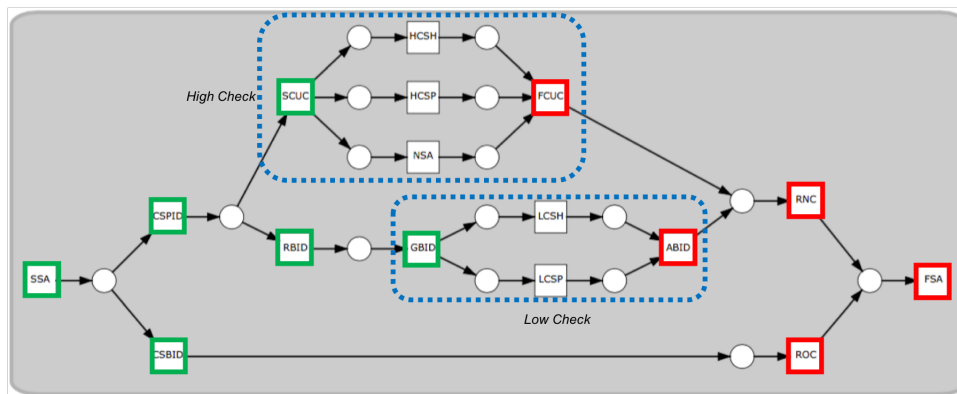 HCSH
High Check
SCUC
HCSP
FCUC
NSA
CSPID
LCSH
RNC
RBID
GBID
ABID
SSA
LCSP
FSA
Low Check
CSBID
ROC